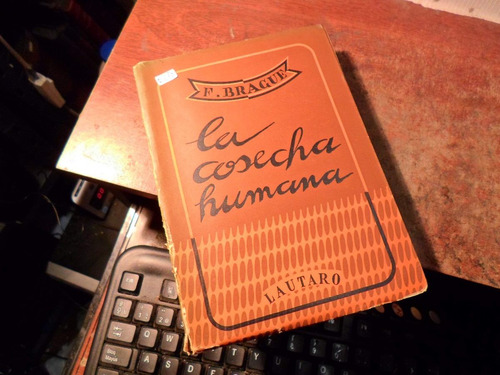 F. BRAGUE
la
cosecha
humana
LAUTARO
Q
W
A
S
D